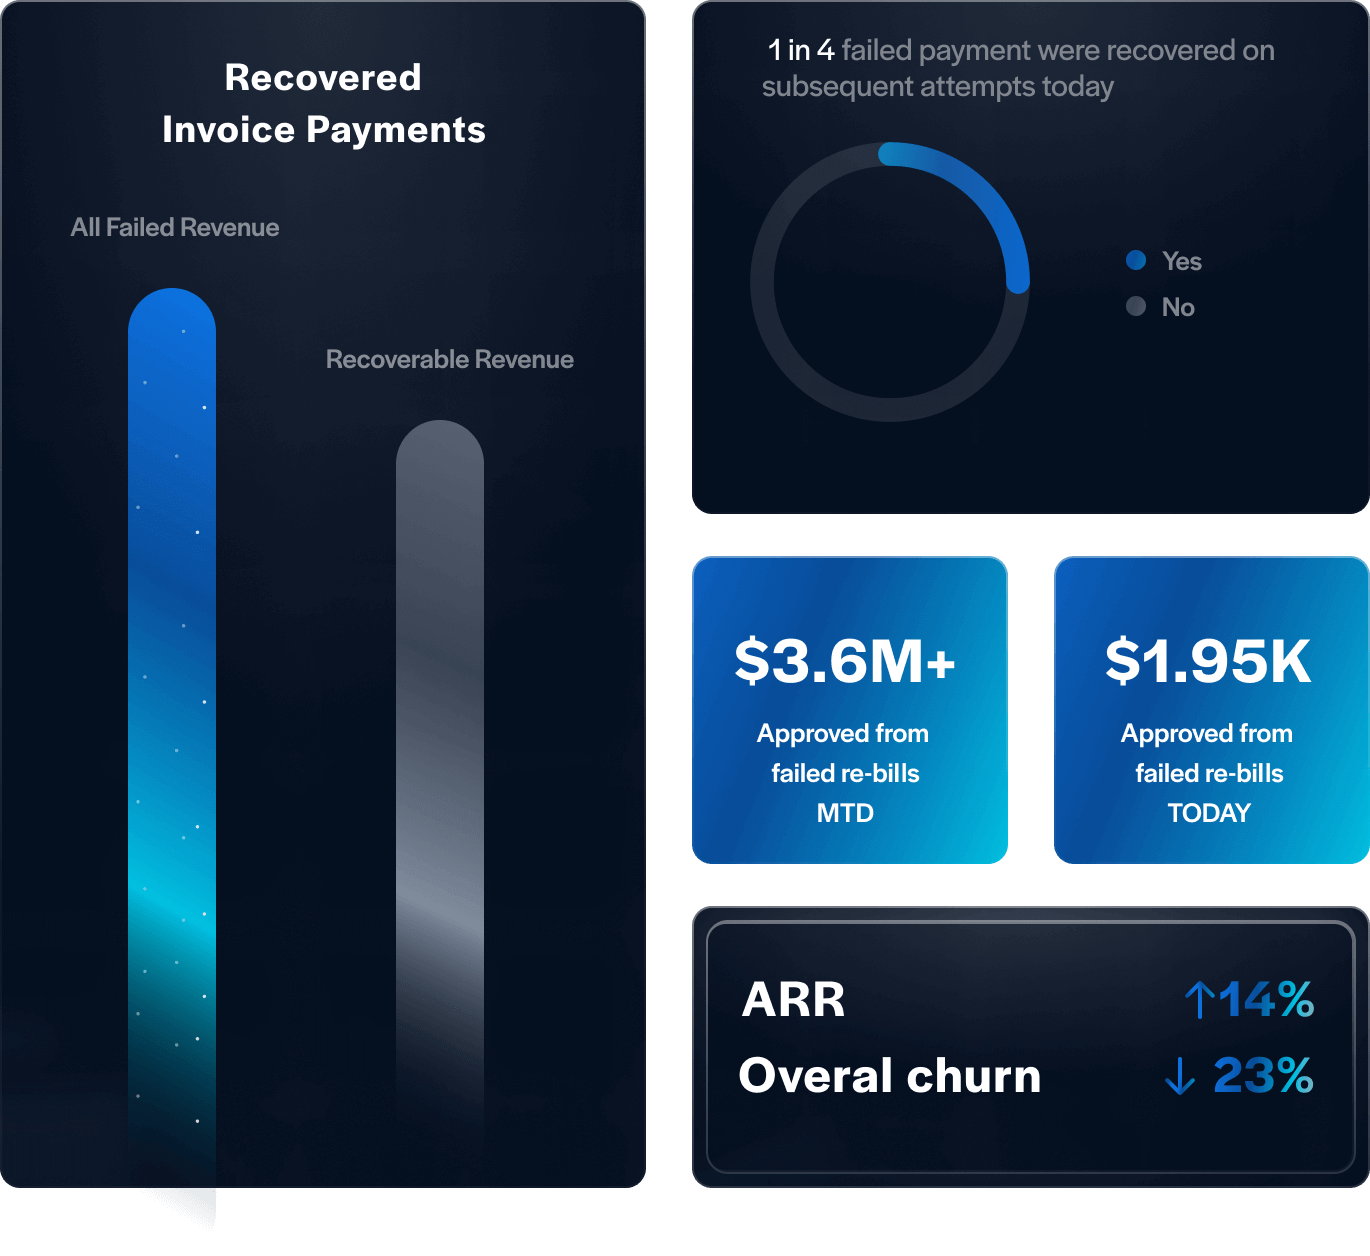 Recovered
Invoice Payments
All Failed Revenue
Recoverable Revenue
1 in 4 failed payment were recovered on
subsequent attempts today
Yes
No
$3.6M+
Approved from
failed re-bills
MTD
$1.95K
Approved from
failed re-bills
TODAY
ARR ↑14%
Overal churn ↓ 23%